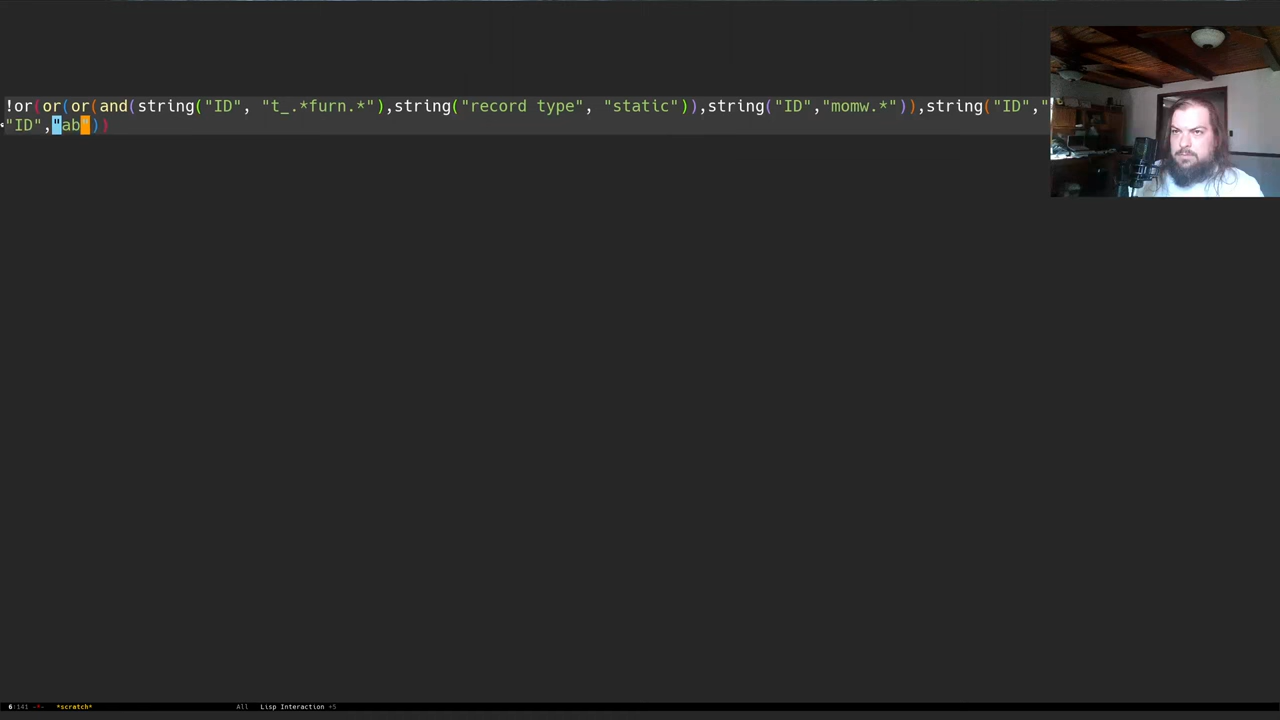 !or(or(or(and(string("ID", "t_.*furn.*"),string("record type", "static")),string("ID","momw.*")),string("ID","
"ID","ab"))
6:141 -*- *scratch* All Lisp Interaction +5